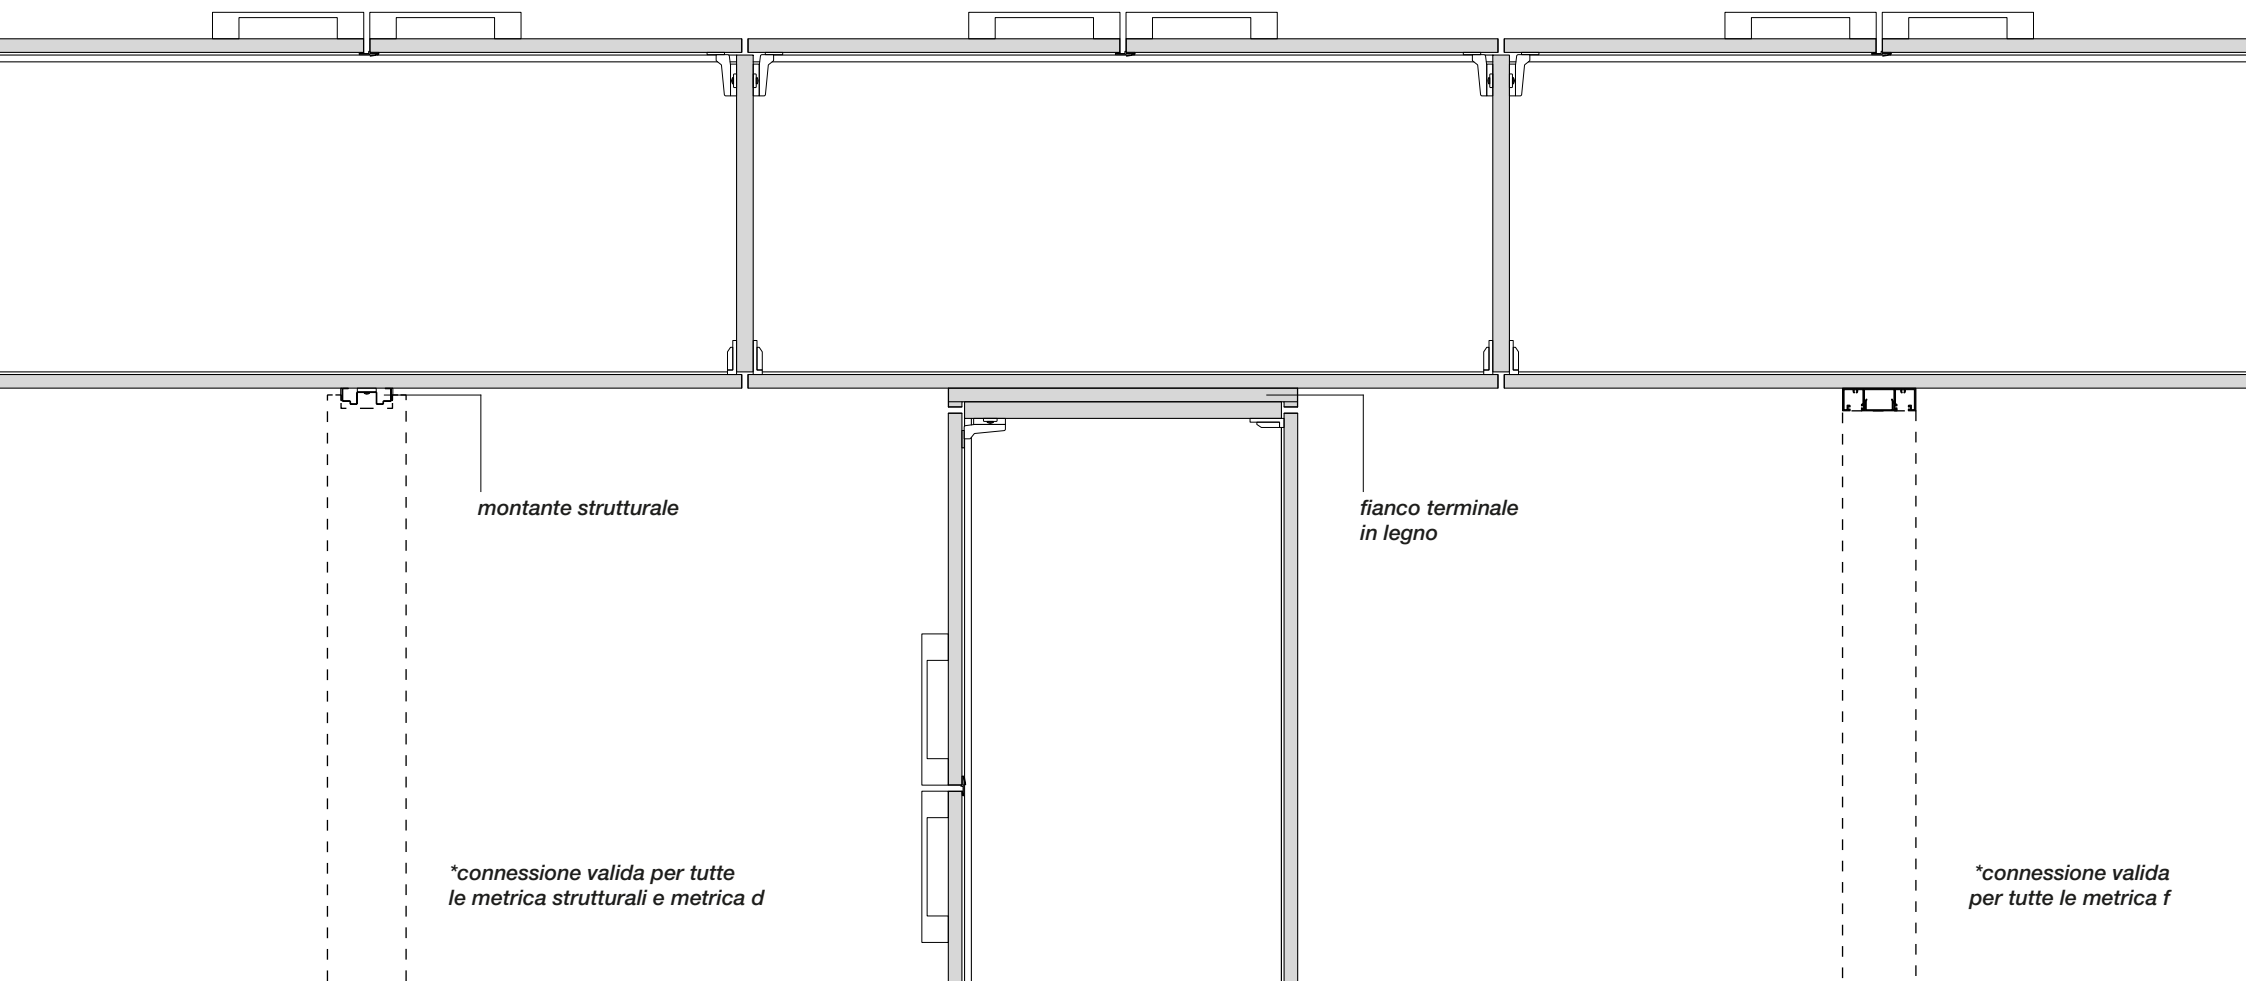 montante strutturale
fianco terminale
in legno
*connessione valida per tutte
le metrica strutturali e metrica d
*connessione valida
per tutte le metrica f